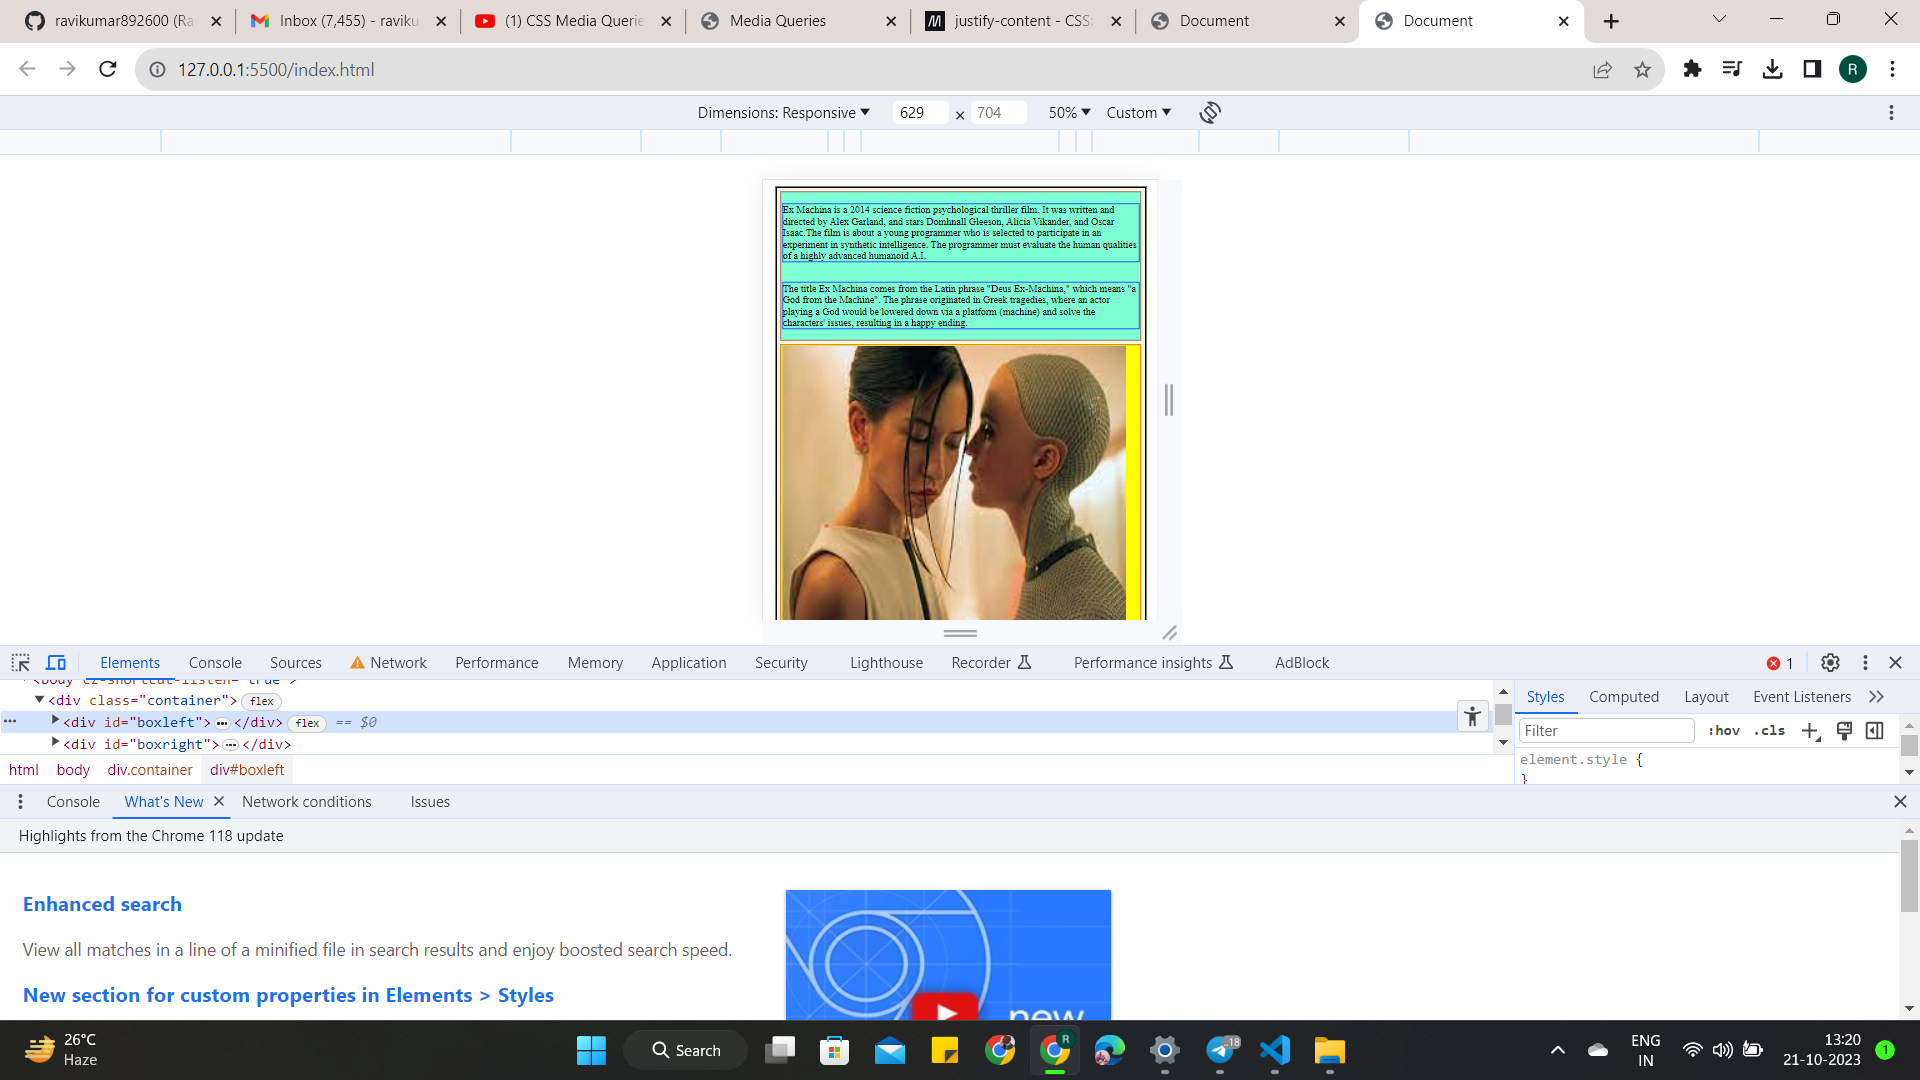 ravikumar892600 (Ra
Inbox (7,455) - raviku
(1) CSS Media Querie
Media Queries
justify-content - CSS:
Document
Document
127.0.0.1:5500/index.html
R
Dimensions: Responsive
629 × 704
50%
Custom
Ex Machina is a 2014 science fiction psychological thriller film. It was written and
directed by Alex Garland, and stars Domhnall Gleeson, Alicia Vikander, and Oscar
Isaac.The film is about a young programmer who is selected to participate in an
experiment in synthetic intelligence. The programmer must evaluate the human qualities
of a highly advanced humanoid A.I.
The title Ex Machina comes from the Latin phrase "Deus Ex-Machina," which means "a
God from the Machine". The phrase originated in Greek tragedies, where an actor
playing a God would be lowered down via a platform (machine) and solve the
characters' issues, resulting in a happy ending.
Elements Console Sources Network Performance Memory Application Security Lighthouse Recorder Performance insights AdBlock 1
<body cz-shortcut-listen="true">
<div class="container"> flex
<div id="boxleft"> ⋯ </div> flex == $0
<div id="boxright"> ⋯ </div>
html body div.container div#boxleft
Styles Computed Layout Event Listeners
Filter :hov .cls
element.style {
}
Console What's New Network conditions Issues
Highlights from the Chrome 118 update
Enhanced search
View all matches in a line of a minified file in search results and enjoy boosted search speed.
New section for custom properties in Elements > Styles
new
26°C
Haze
Search
R
..18
ENG
IN
13:20
21-10-2023
1